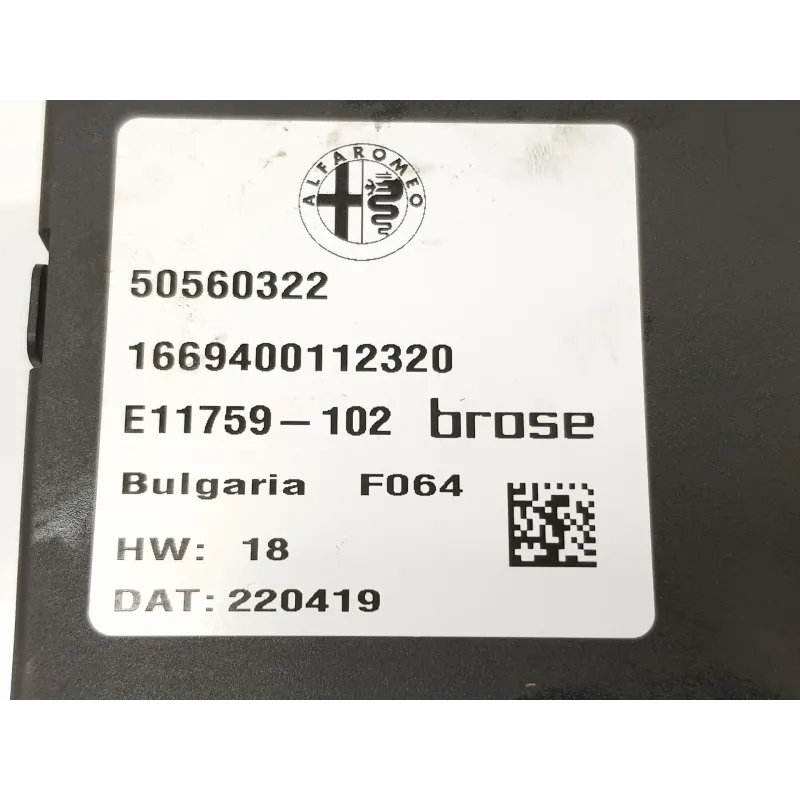 ALFA ROMEO
50560322
1669400112320
E11759-102 brose
Bulgaria F064
HW: 18
DAT: 220419